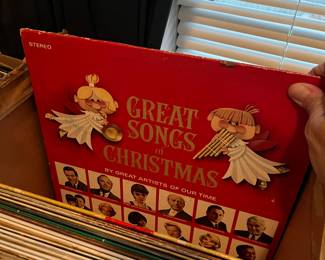 STEREO
GREAT
SONGS
of
CHRISTMAS
BY GREAT ARTISTS OF OUR TIME